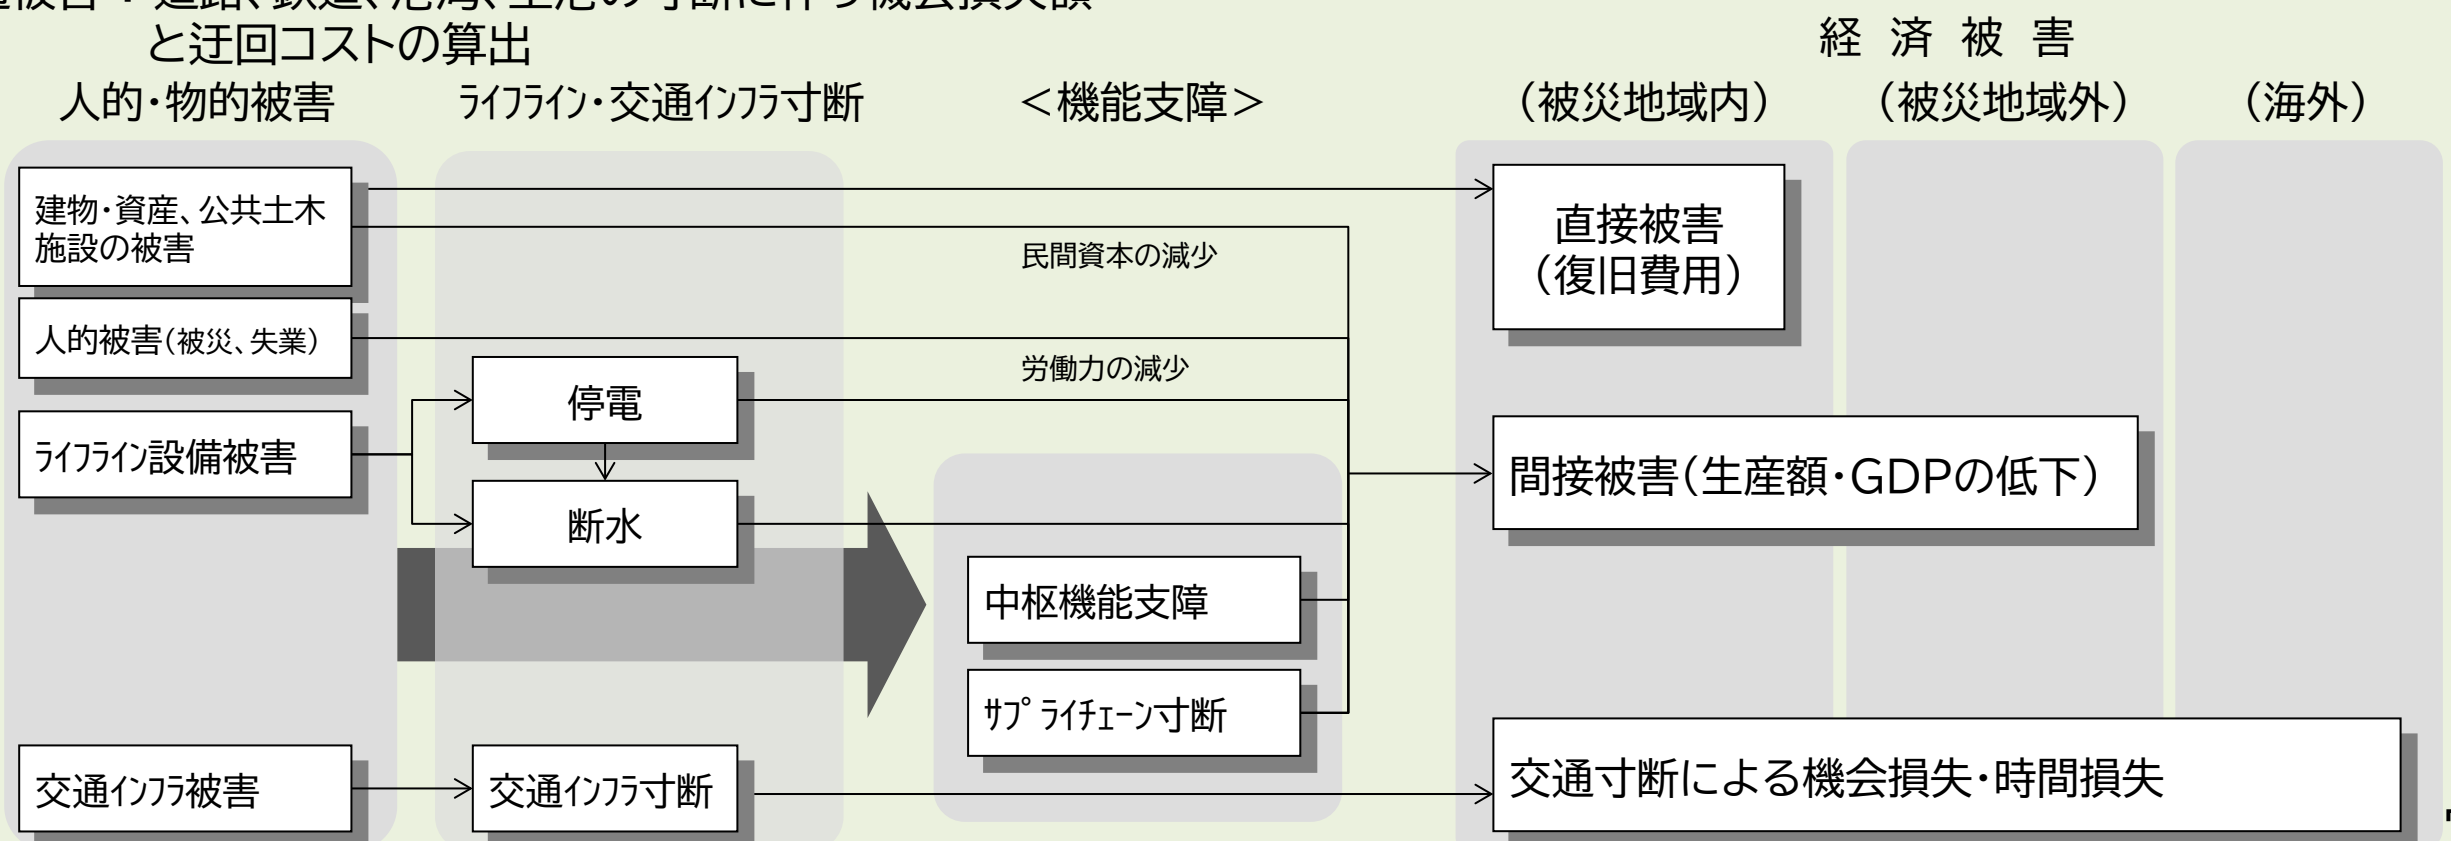 と迂回コストの算出
経済被害
人的・物的被害
ﾗｲﾌﾗｲﾝ・交通ｲﾝﾌﾗ寸断
＜機能支障＞
（被災地域内）
（被災地域外）
（海外）
建物・資産、公共土木
施設の被害
直接被害
（復旧費用）
民間資本の減少
人的被害（被災、失業）
労働力の減少
停電
ﾗｲﾌﾗｲﾝ設備被害
間接被害（生産額・GDPの低下）
断水
中枢機能支障
ｻﾌﾟﾗｲﾁｪｰﾝ寸断
交通ｲﾝﾌﾗ被害
交通ｲﾝﾌﾗ寸断
交通寸断による機会損失・時間損失